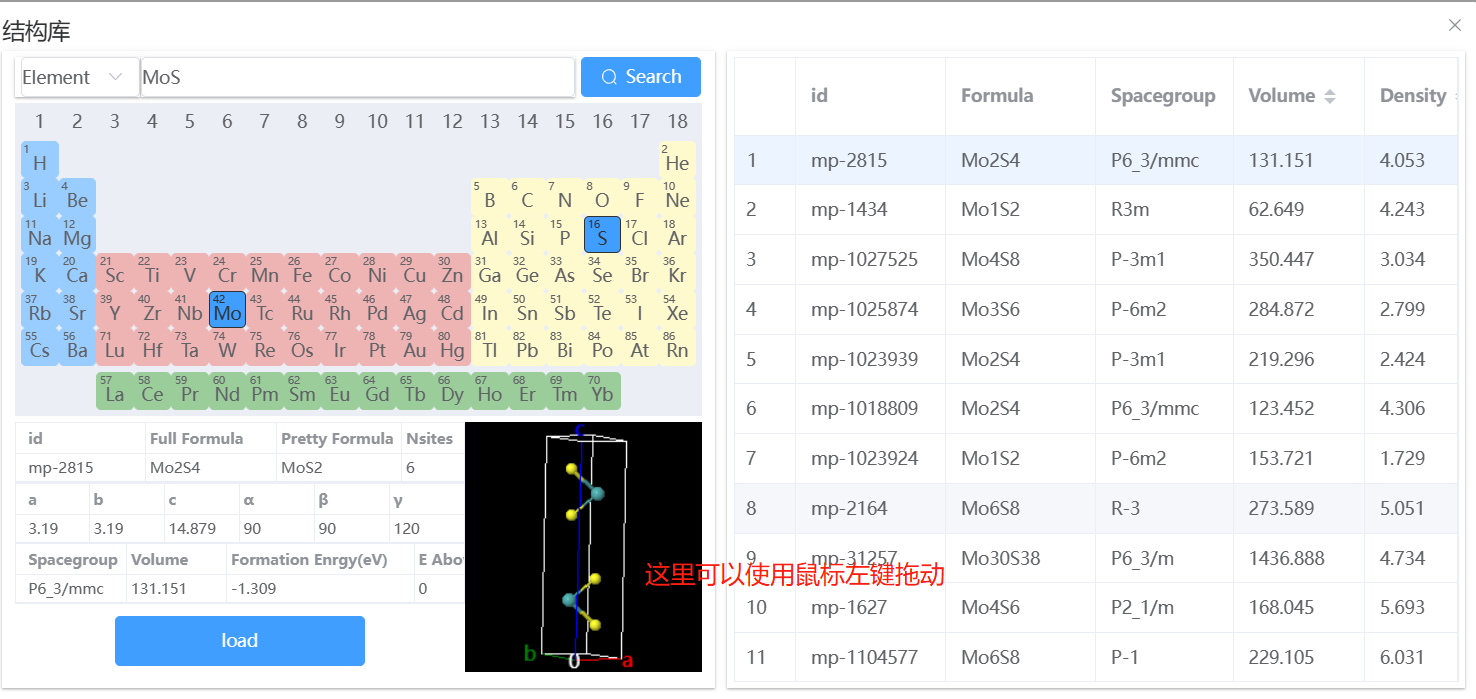 结构库
Element MoS Search
1 2 3 4 5 6 7 8 9 10 11 12 13 14 15 16 17 18
1 H 2 He
3 Li 4 Be 5 B 6 C 7 N 8 O 9 F 10 Ne
11 Na 12 Mg 13 Al 14 Si 15 P 16 S 17 Cl 18 Ar
19 K 20 Ca 21 Sc 22 Ti 23 V 24 Cr 25 Mn 26 Fe 27 Co 28 Ni 29 Cu 30 Zn 31 Ga 32 Ge 33 As 34 Se 35 Br 36 Kr
37 Rb 38 Sr 39 Y 40 Zr 41 Nb 42 Mo 43 Tc 44 Ru 45 Rh 46 Pd 47 Ag 48 Cd 49 In 50 Sn 51 Sb 52 Te 53 I 54 Xe
55 Cs 56 Ba 71 Lu 72 Hf 73 Ta 74 W 75 Re 76 Os 77 Ir 78 Pt 79 Au 80 Hg 81 Tl 82 Pb 83 Bi 84 Po 85 At 86 Rn
57 La 58 Ce 59 Pr 60 Nd 61 Pm 62 Sm 63 Eu 64 Gd 65 Tb 66 Dy 67 Ho 68 Er 69 Tm 70 Yb
id Full Formula Pretty Formula Nsites
mp-2815 Mo2S4 MoS2 6
a b c α β γ
3.19 3.19 14.879 90 90 120
Spacegroup Volume Formation Enrgy(eV) E Abo
P6_3/mmc 131.151 -1.309 0
load
c
b 0 a
这里可以使用鼠标左键拖动
id Formula Spacegroup Volume Density
1 mp-2815 Mo2S4 P6_3/mmc 131.151 4.053
2 mp-1434 Mo1S2 R3m 62.649 4.243
3 mp-1027525 Mo4S8 P-3m1 350.447 3.034
4 mp-1025874 Mo3S6 P-6m2 284.872 2.799
5 mp-1023939 Mo2S4 P-3m1 219.296 2.424
6 mp-1018809 Mo2S4 P6_3/mmc 123.452 4.306
7 mp-1023924 Mo1S2 P-6m2 153.721 1.729
8 mp-2164 Mo6S8 R-3 273.589 5.051
9 mp-31257 Mo30S38 P6_3/m 1436.888 4.734
10 mp-1627 Mo4S6 P2_1/m 168.045 5.693
11 mp-1104577 Mo6S8 P-1 229.105 6.031